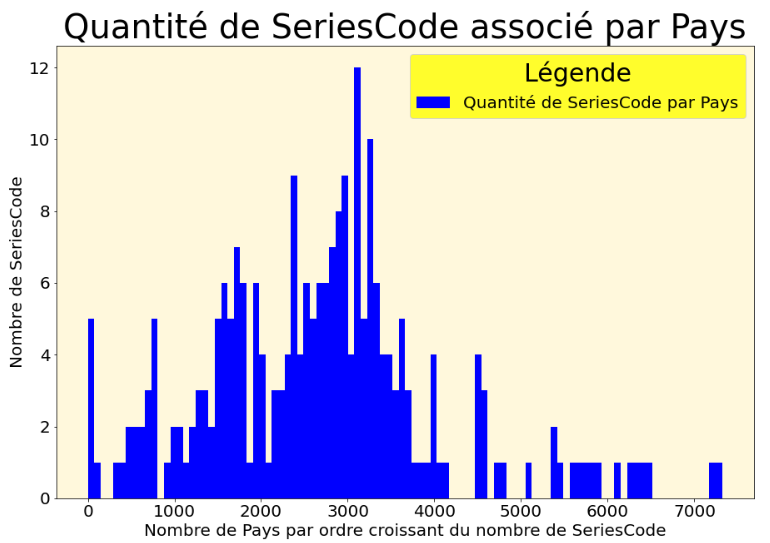 Quantité de SeriesCode associé par Pays
Légende
Quantité de SeriesCode par Pays
Nombre de SeriesCode
12
10
8
6
4
2
0
0 1000 2000 3000 4000 5000 6000 7000
Nombre de Pays par ordre croissant du nombre de SeriesCode